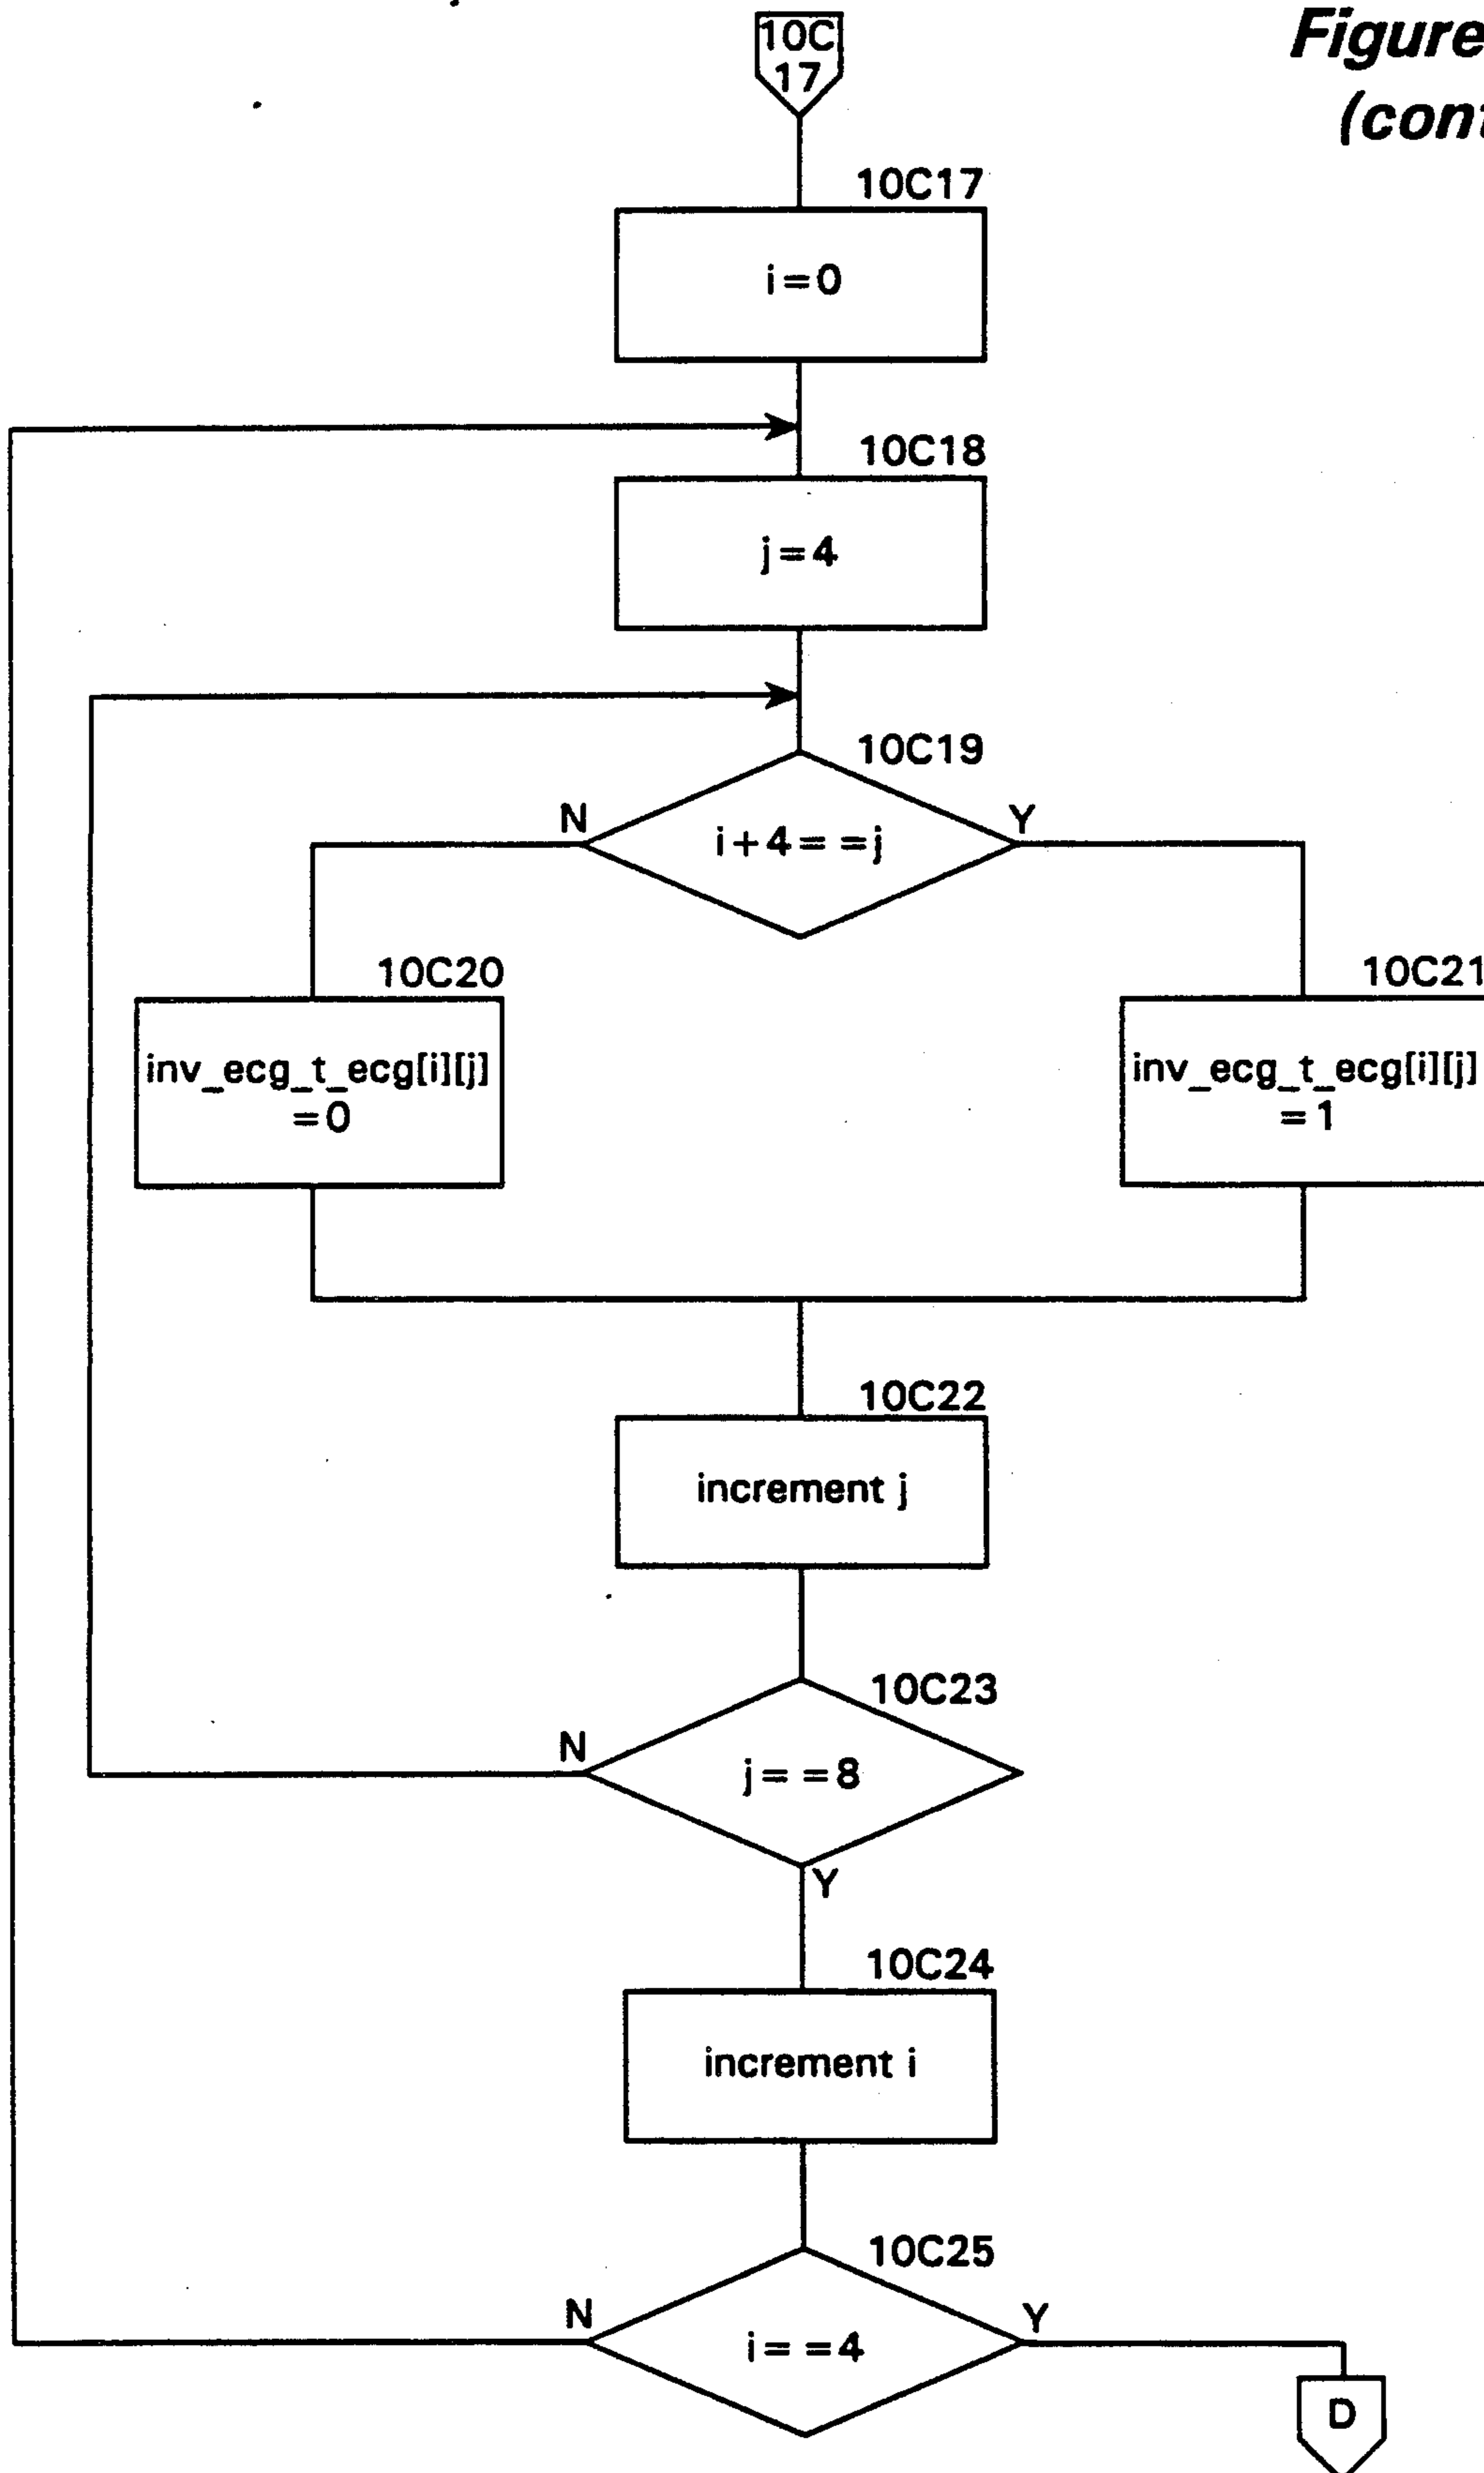 Figure
(cont
10C
17
10C17
i=0
10C18
j=4
10C19
N
i+4==j
Y
10C20
inv_ecg_t_ecg[i][j]
=0
10C21
inv_ecg_t_ecg[i][j]
=1
10C22
increment j
10C23
N
j==8
Y
10C24
increment i
10C25
N
i==4
Y
D